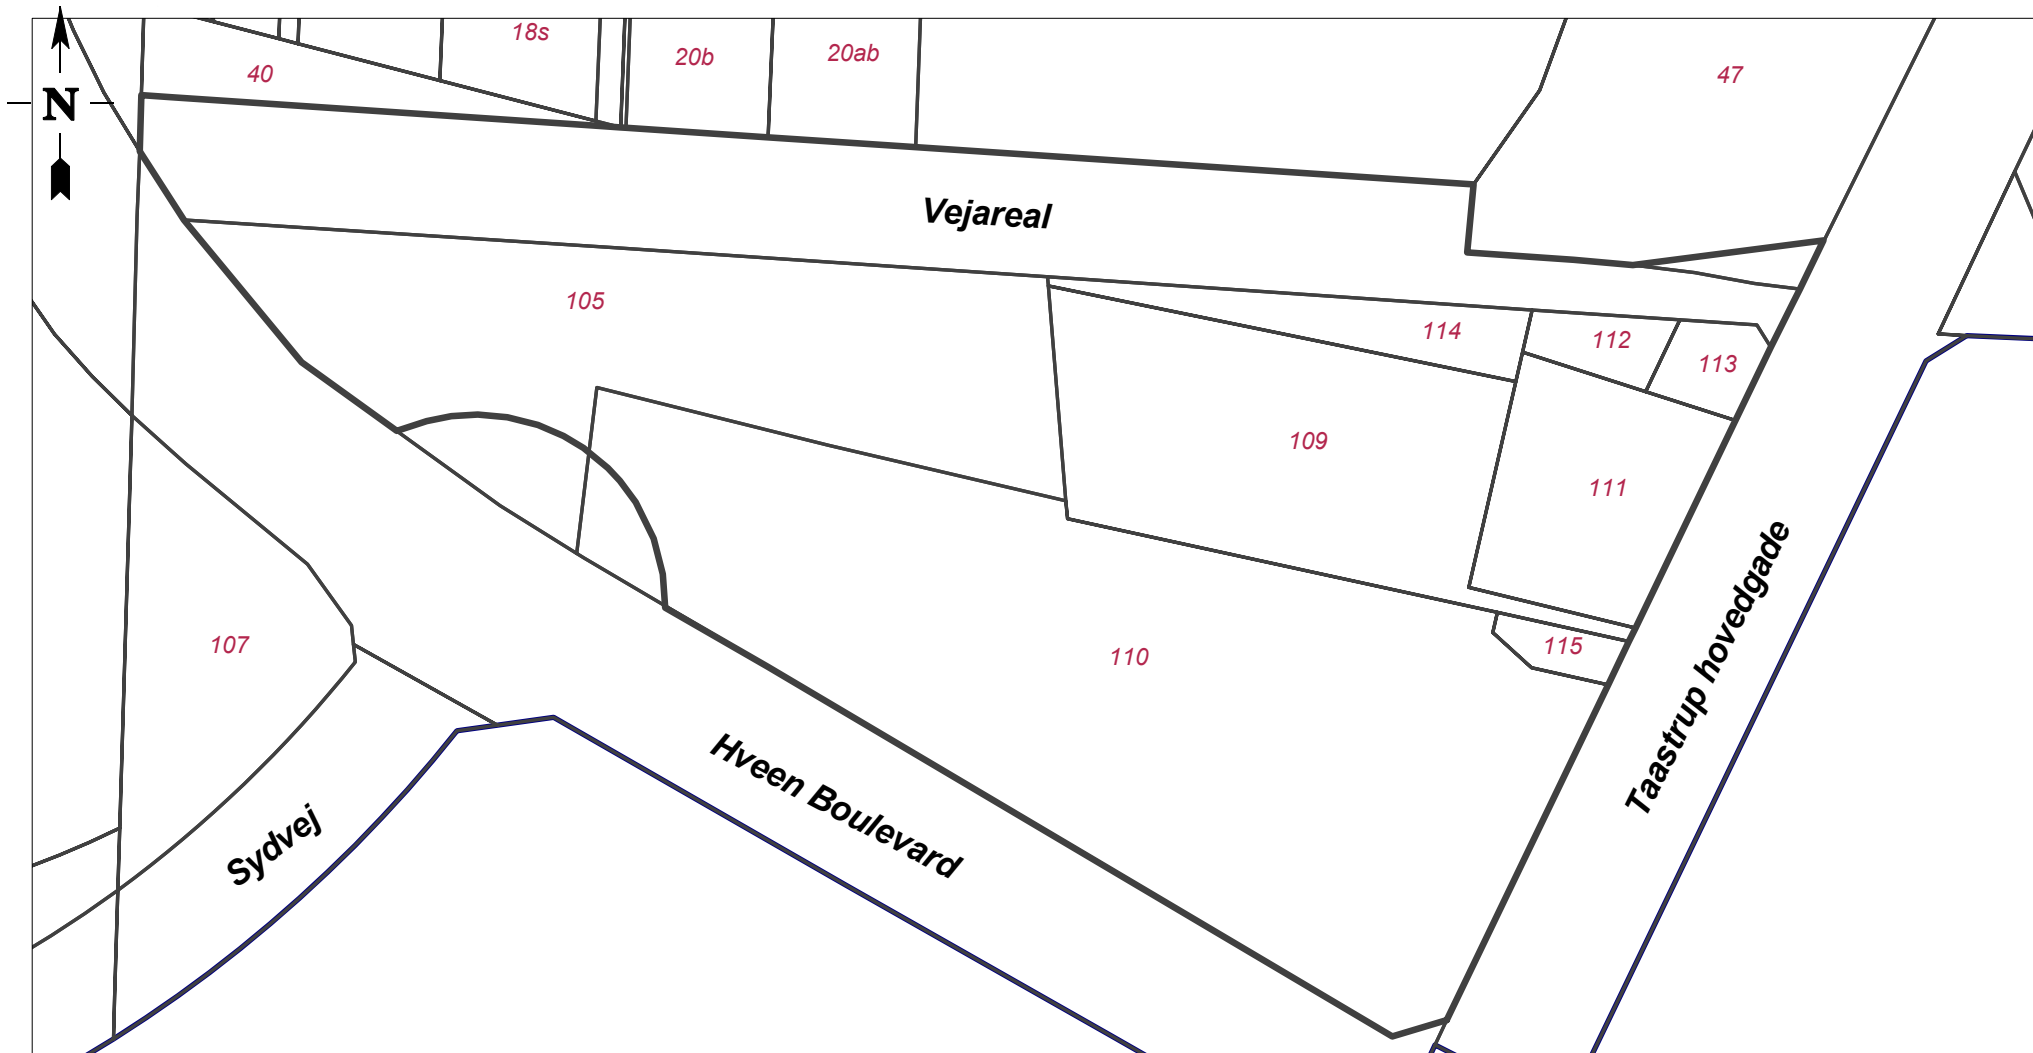 18s
20b
20ab
40
47
N
Vejareal
105
114
112
113
109
111
107
110
115
Taastrup hovedgade
Hveen Boulevard
Sydvej